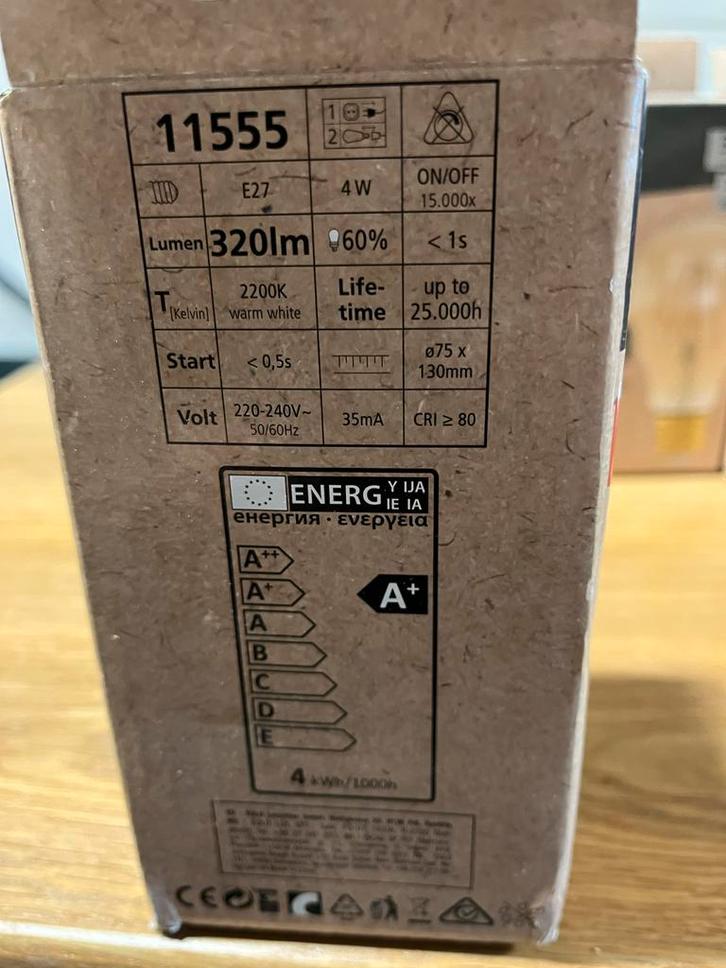 11555
1
2
E27
4W
ON/OFF
15.000x
Lumen
320lm
60%
< 1s
T[Kelvin]
2200K
warm white
Life-
time
up to
25.000h
Start
< 0,5s
ø75 x
130mm
Volt
220-240V~
50/60Hz
35mA
CRI ≥ 80
ENERG Y IJA
IE IA
енергия · ενεργεια
A++
A+
A+
A
B
C
D
E
4 kWh/1000h
CE